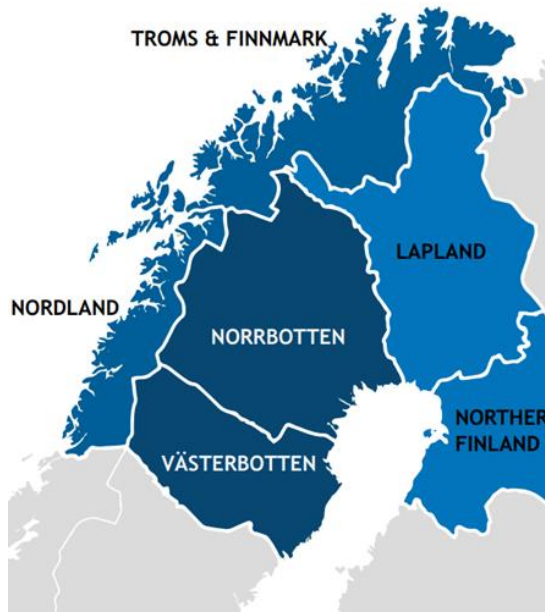 TROMS & FINNMARK
LAPLAND
NORDLAND
NORRBOTTEN
NORTHER
FINLAND
VÄSTERBOTTEN